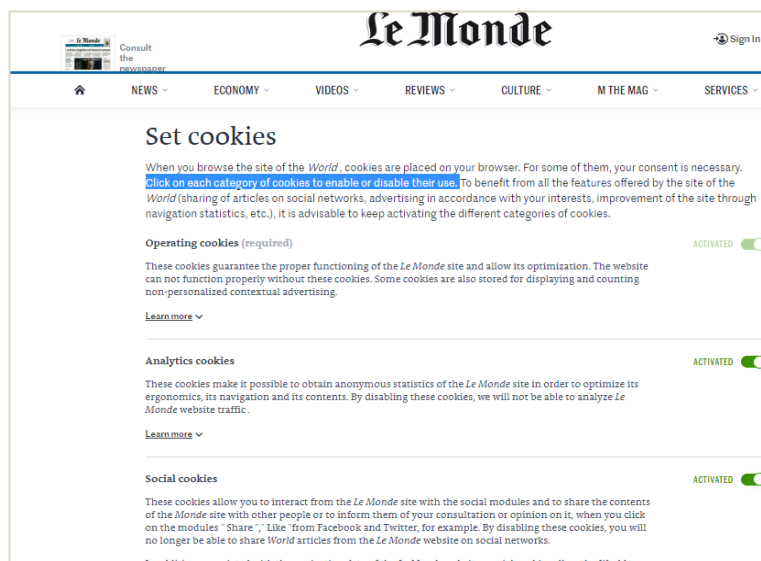 Le Monde
Consult
the
newspaper
Sign In
NEWS
ECONOMY
VIDEOS
REVIEWS
CULTURE
M THE MAG
SERVICES
Set cookies
When you browse the site of the World , cookies are placed on your browser. For some of them, your consent is necessary.
Click on each category of cookies to enable or disable their use. To benefit from all the features offered by the site of the
World (sharing of articles on social networks, advertising in accordance with your interests, improvement of the site through
navigation statistics, etc.), it is advisable to keep activating the different categories of cookies.
Operating cookies (required)
ACTIVATED
These cookies guarantee the proper functioning of the Le Monde site and allow its optimization. The website
can not function properly without these cookies. Some cookies are also stored for displaying and counting
non-personalized contextual advertising.
Learn more
Analytics cookies
ACTIVATED
These cookies make it possible to obtain anonymous statistics of the Le Monde site in order to optimize its
ergonomics, its navigation and its contents. By disabling these cookies, we will not be able to analyze Le
Monde website traffic .
Learn more
Social cookies
ACTIVATED
These cookies allow you to interact from the Le Monde site with the social modules and to share the contents
of the Monde site with other people or to inform them of your consultation or opinion on it, when you click
on the modules " Share "," Like "from Facebook and Twitter, for example. By disabling these cookies, you will
no longer be able to share World articles from the Le Monde website on social networks.